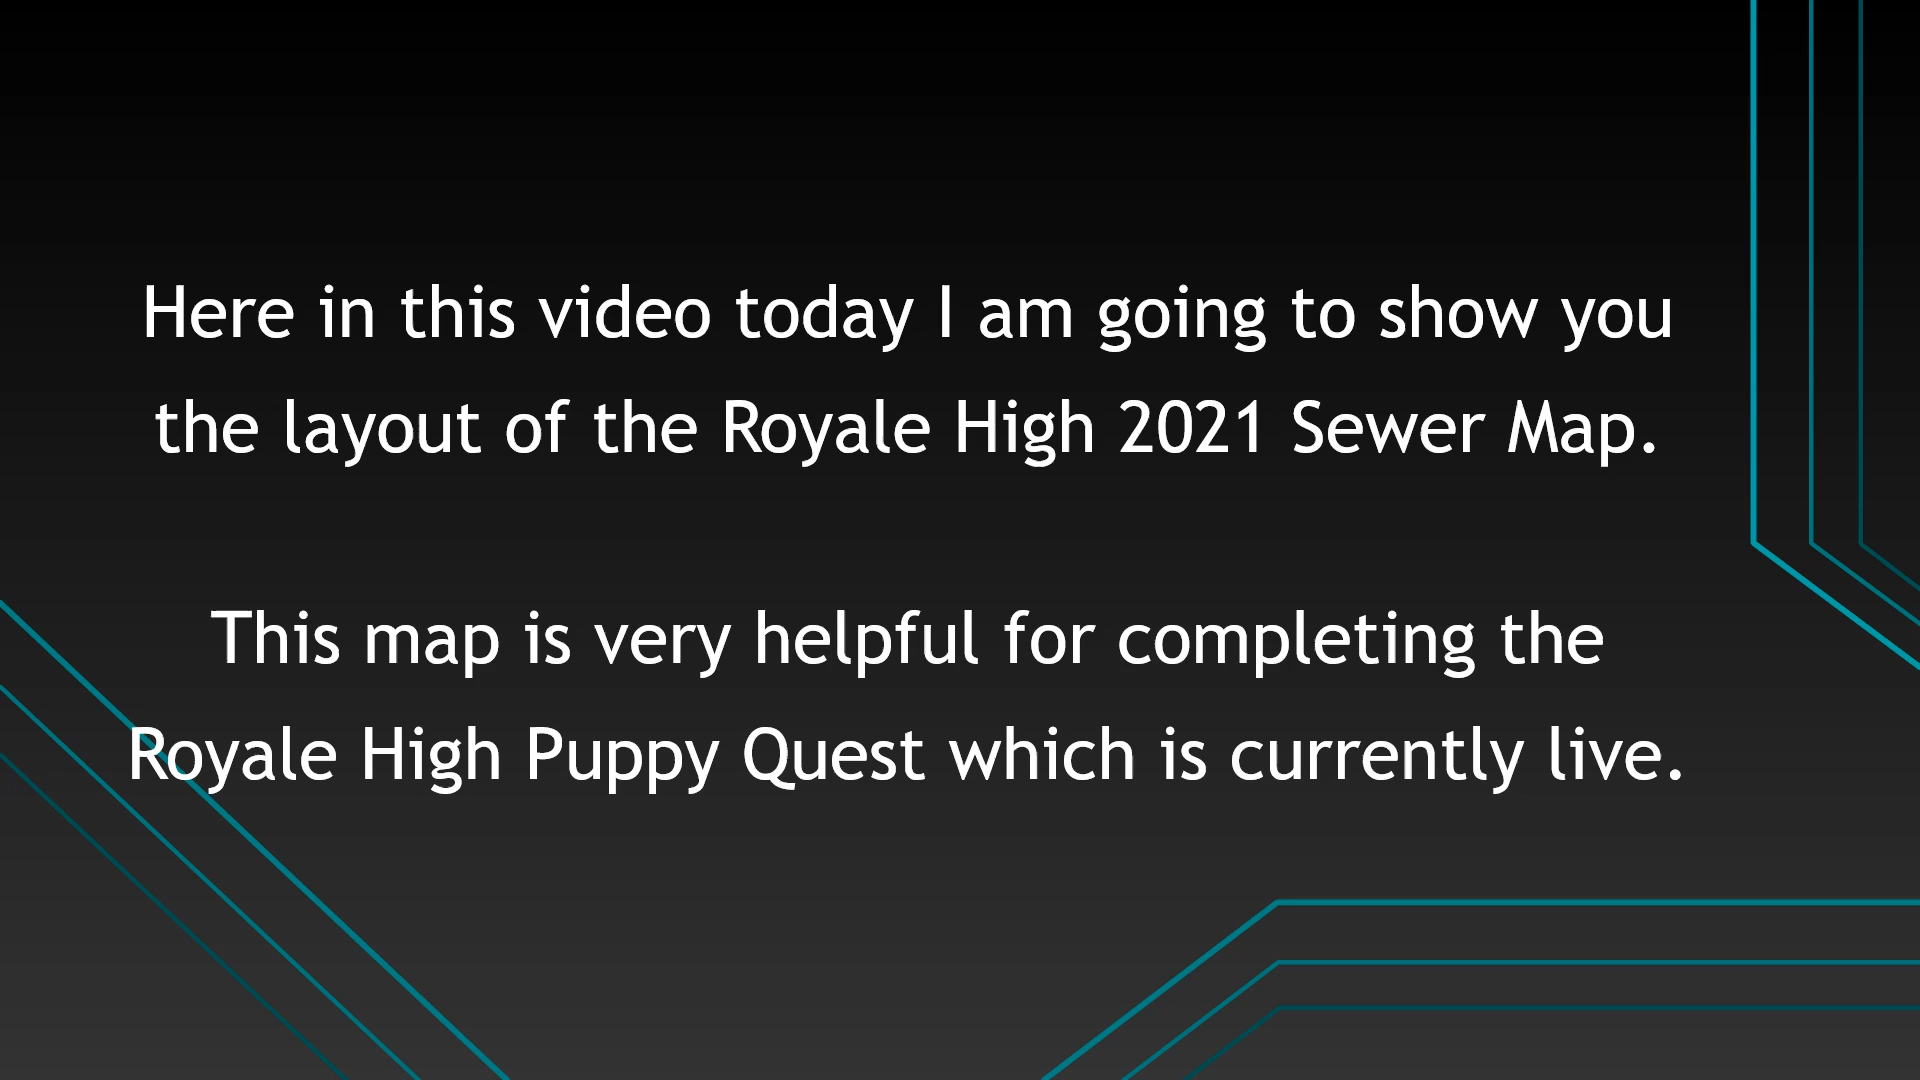 Here in this video today I am going to show you
the layout of the Royale High 2021 Sewer Map.
This map is very helpful for completing the
Royale High Puppy Quest which is currently live.